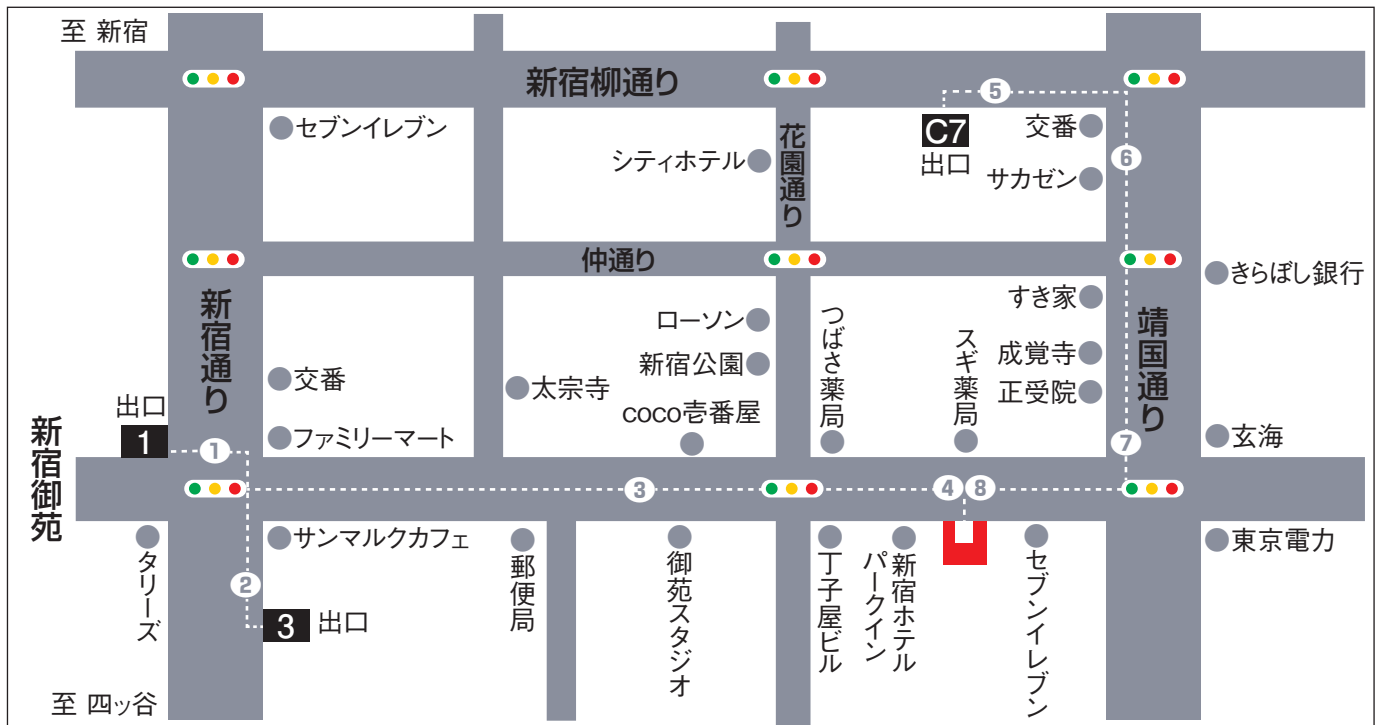 至 新宿
新宿柳通り
セブンイレブン
シティホテル
花園通り
C7
出口
5
交番
サカゼン
6
仲通り
きらぼし銀行
新宿通り
ローソン
新宿公園
coco壱番屋
つばさ薬局
スギ薬局
すき家
成覚寺
正受院
靖国通り
交番
太宗寺
出口
1
1
ファミリーマート
7
玄海
新宿御苑
3
4
8
タリーズ
サンマルクカフェ
2
3
出口
郵便局
御苑スタジオ
丁子屋ビル
新宿ホテル
パークイン
セブンイレブン
東京電力
至 四ッ谷